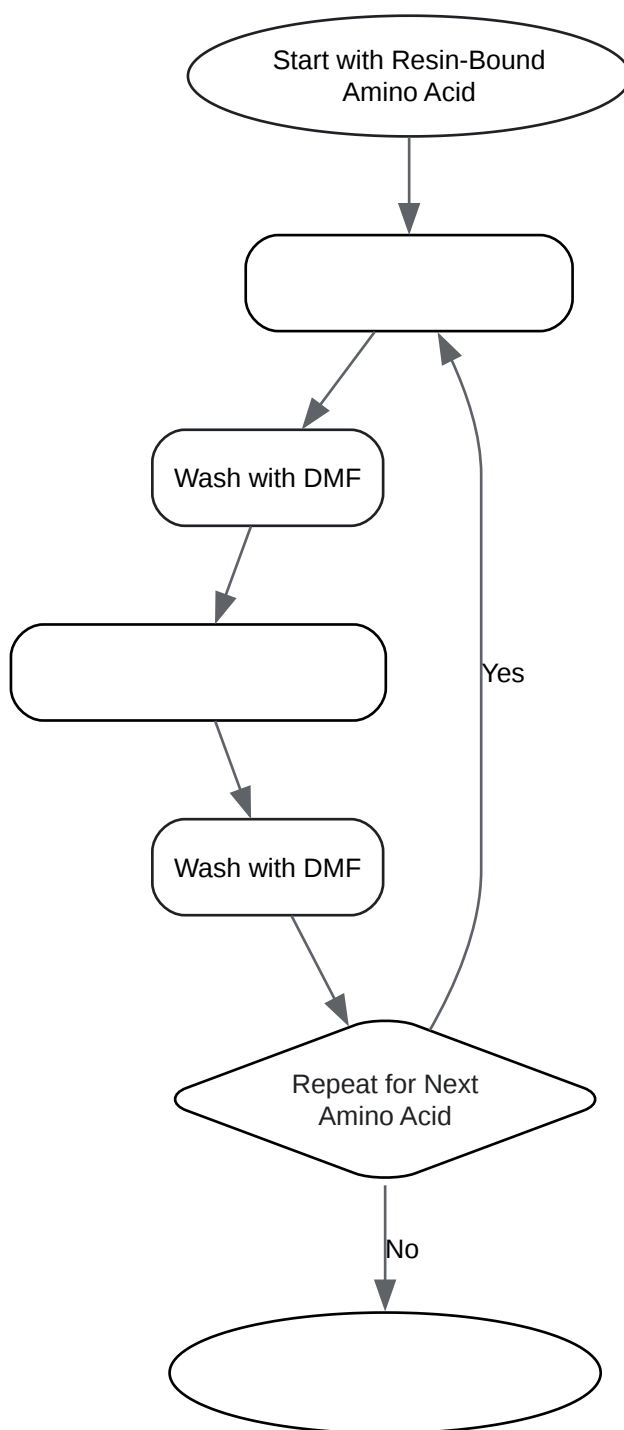 Start with Resin-Bound
Amino Acid
Wash with DMF
Yes
Wash with DMF
Repeat for Next
Amino Acid
No